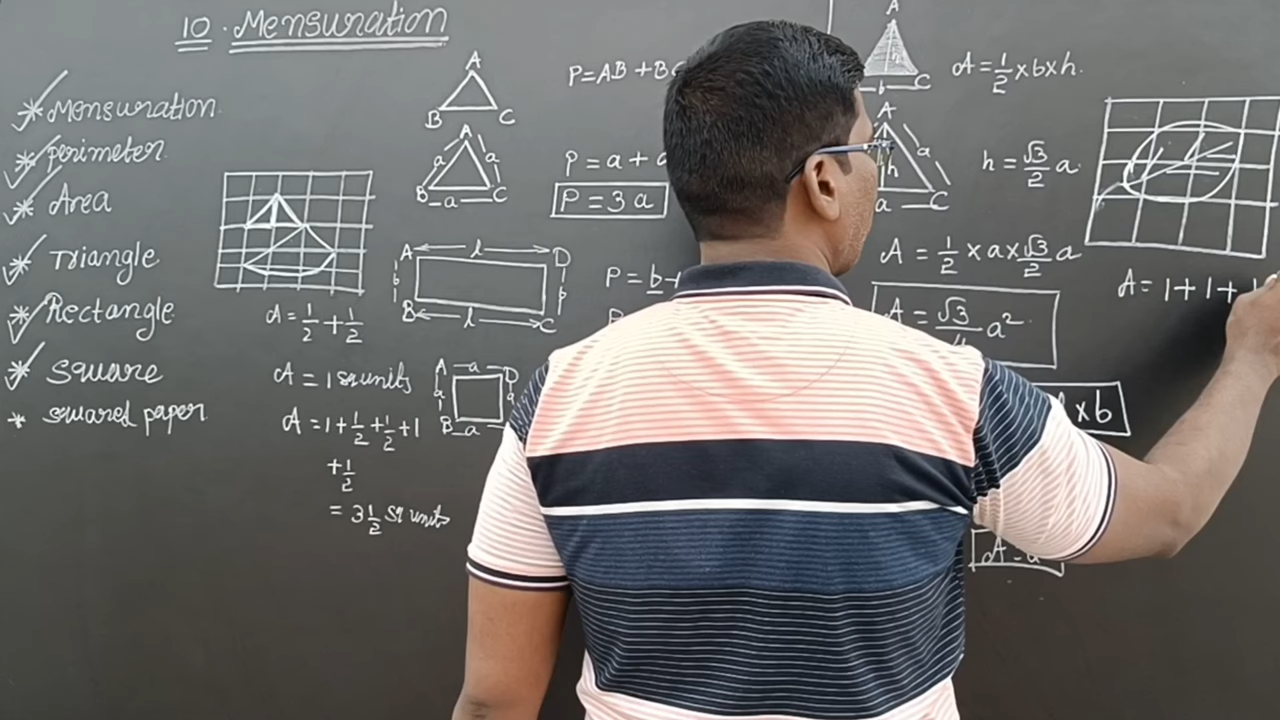 10. Mensuration
* Mensuration
* perimeter
* Area
* Triangle
* Rectangle
* square
* squared paper
A = 1/2 + 1/2
A = 1 sq units
A = 1 + 1/2 + 1/2 + 1
+ 1/2
= 3 1/2 sq units
A
B C
A
a a
B a C
A l D
b b
B l C
A a D
a a
B a
P = AB + B
P = a + a
P = 3a
P = b +
A
h
b C
A
h a
a C
A = 1/2 × b × h
h = √3/2 a
A = 1/2 × a × √3/2 a
A = √3/4 a²
× b
A = a
A = 1 + 1 + 1